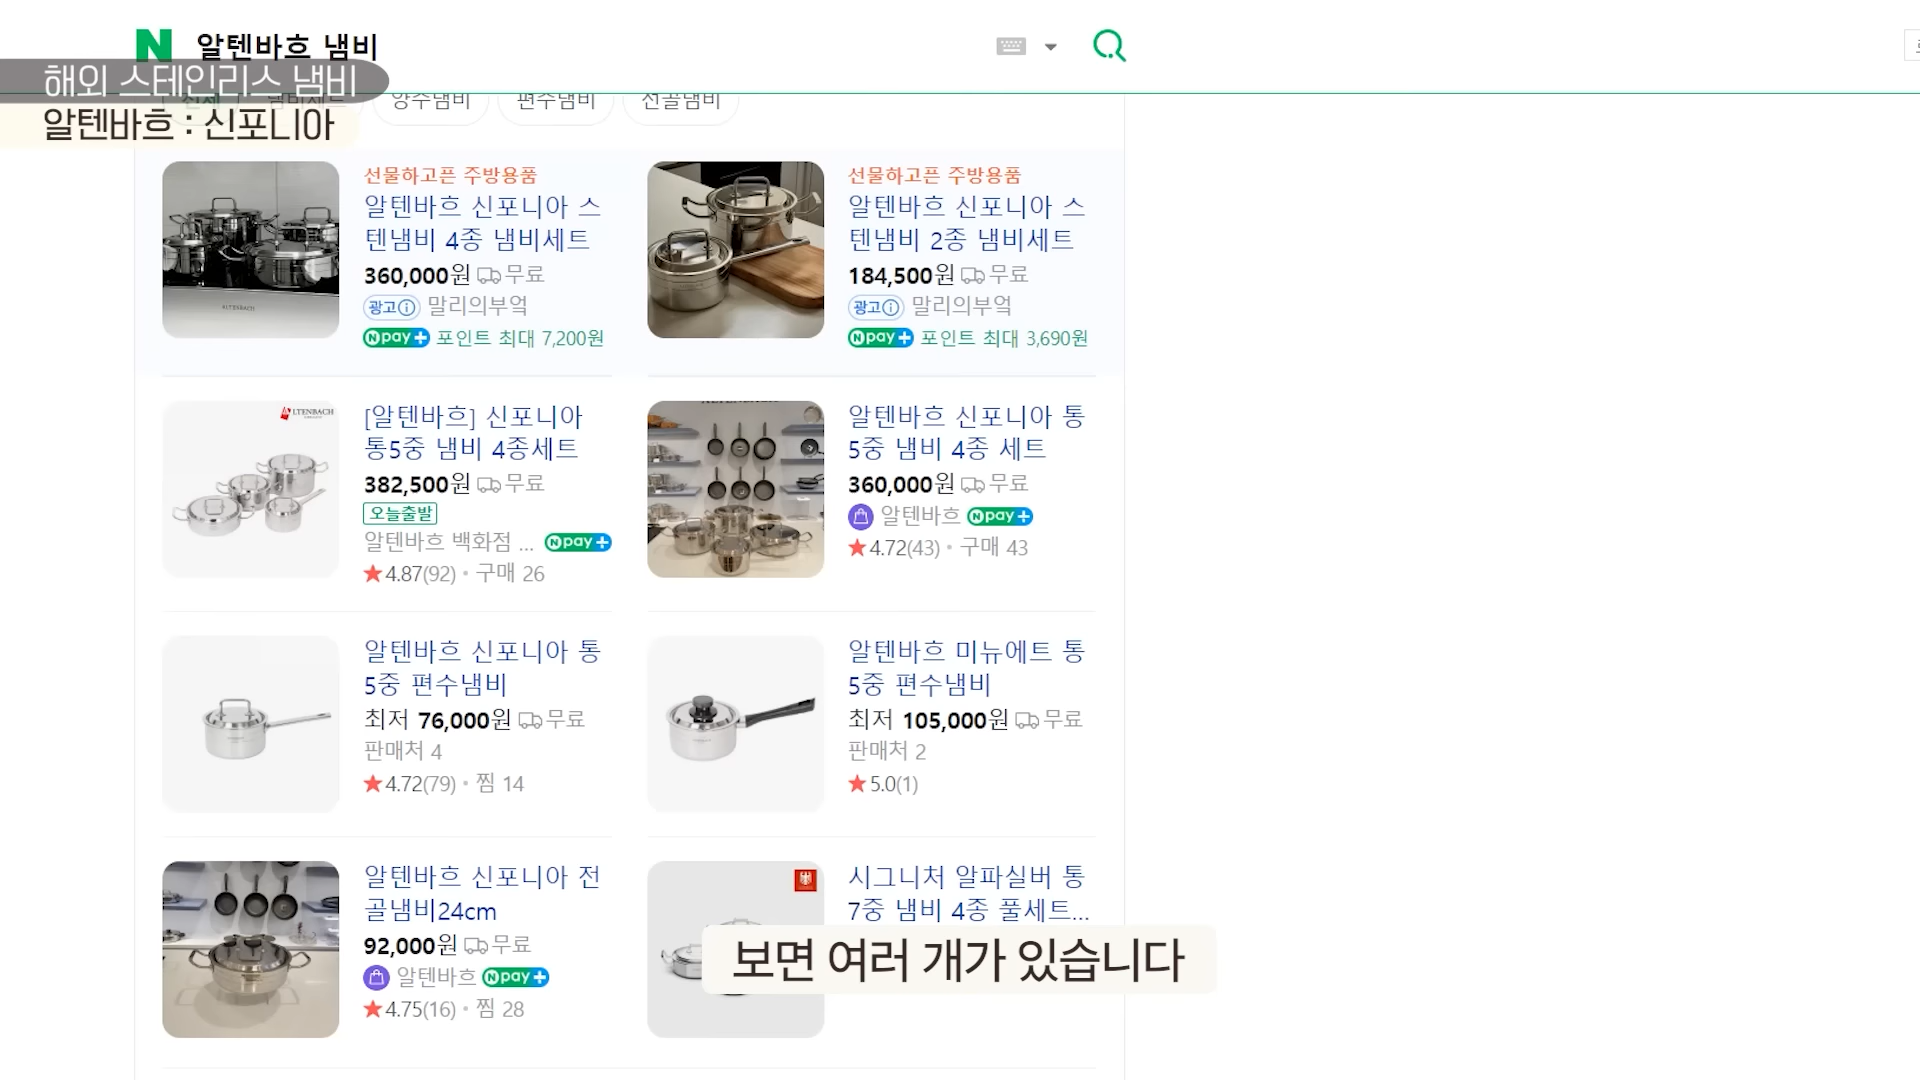 알텐바흐 냄비
해외 스테인리스 냄비
알텐바흐 : 신포니아
양수냄비
편수냄비
전골냄비
선물하고픈 주방용품
알텐바흐 신포니아 스
텐냄비 4종 냄비세트
360,000원 무료
광고 말리의부엌
Npay+ 포인트 최대 7,200원
선물하고픈 주방용품
알텐바흐 신포니아 스
텐냄비 2종 냄비세트
184,500원 무료
광고 말리의부엌
Npay+ 포인트 최대 3,690원
LTENBACH
[알텐바흐] 신포니아
통5중 냄비 4종세트
382,500원 무료
오늘출발
알텐바흐 백화점 ... Npay+
★4.87(92) • 구매 26
알텐바흐 신포니아 통
5중 냄비 4종 세트
360,000원 무료
알텐바흐 Npay+
★4.72(43) • 구매 43
알텐바흐 신포니아 통
5중 편수냄비
최저 76,000원 무료
판매처 4
★4.72(79) • 찜 14
알텐바흐 미뉴에트 통
5중 편수냄비
최저 105,000원 무료
판매처 2
★5.0(1)
알텐바흐 신포니아 전
골냄비24cm
92,000원 무료
알텐바흐 Npay+
★4.75(16) • 찜 28
시그니처 알파실버 통
7중 냄비 4종 풀세트...
보면 여러 개가 있습니다